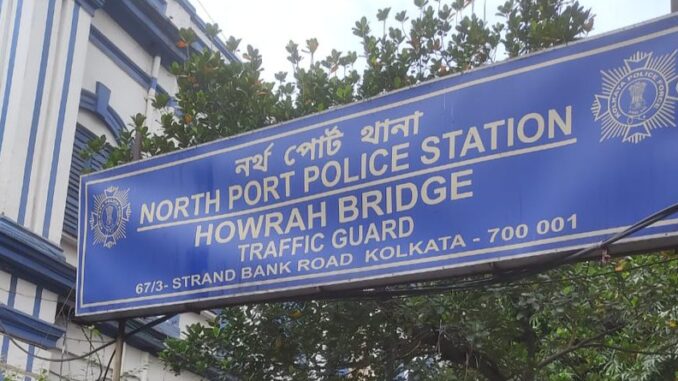 নর্থ পোর্ট থানা
NORTH PORT POLICE STATION
HOWRAH BRIDGE
TRAFFIC GUARD
67/3- STRAND BANK ROAD KOLKATA - 700 001